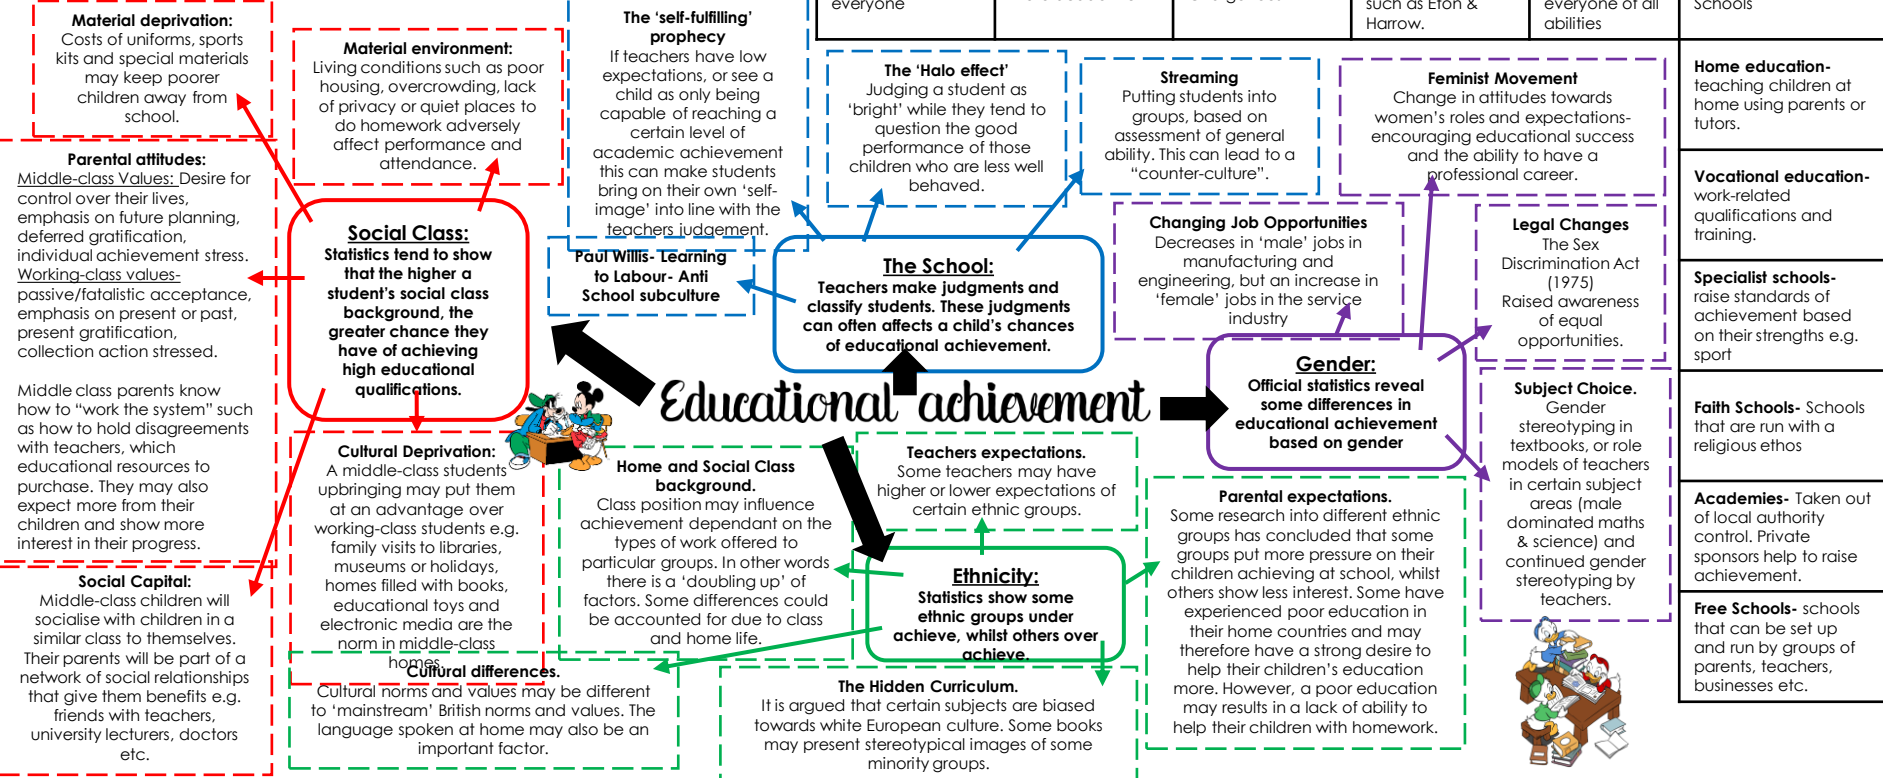 Material deprivation:
Costs of uniforms, sports
kits and special materials
may keep poorer
children away from
school.
Material environment:
Living conditions such as poor
housing, overcrowding, lack
of privacy or quiet places to
do homework adversely
affect performance and
attendance.
The ‘self-fulfilling’
prophecy
If teachers have low
expectations, or see a
child as only being
capable of reaching a
certain level of
academic achievement
this can make students
bring on their own ‘self-
image’ into line with the
teachers judgement.
everyone
such as Eton &
Harrow.
everyone of all
abilities
Schools
The ‘Halo effect’
Judging a student as
‘bright’ while they tend to
question the good
performance of those
children who are less well
behaved.
Streaming
Putting students into
groups, based on
assessment of general
ability. This can lead to a
“counter-culture”.
Feminist Movement
Change in attitudes towards
women’s roles and expectations-
encouraging educational success
and the ability to have a
professional career.
Home education-
teaching children at
home using parents or
tutors.
Parental attitudes:
Middle-class Values: Desire for
control over their lives,
emphasis on future planning,
deferred gratification,
individual achievement stress.
Working-class values-
passive/fatalistic acceptance,
emphasis on present or past,
present gratification,
collection action stressed.
Middle class parents know
how to “work the system” such
as how to hold disagreements
with teachers, which
educational resources to
purchase. They may also
expect more from their
children and show more
interest in their progress.
Social Class:
Statistics tend to show
that the higher a
student’s social class
background, the
greater chance they
have of achieving
high educational
qualifications.
Paul Willis- Learning
to Labour- Anti
School subculture
The School:
Teachers make judgments and
classify students. These judgments
can often affects a child’s chances
of educational achievement.
Changing Job Opportunities
Decreases in ‘male’ jobs in
manufacturing and
engineering, but an increase in
‘female’ jobs in the service
industry
Legal Changes
The Sex
Discrimination Act
(1975)
Raised awareness
of equal
opportunities.
Vocational education-
work-related
qualifications and
training.
Specialist schools-
raise standards of
achievement based
on their strengths e.g.
sport
Educational achievement
Gender:
Official statistics reveal
some differences in
educational achievement
based on gender
Subject Choice.
Gender
stereotyping in
textbooks, or role
models of teachers
in certain subject
areas (male
dominated maths
& science) and
continued gender
stereotyping by
teachers.
Faith Schools- Schools
that are run with a
religious ethos
Academies- Taken out
of local authority
control. Private
sponsors help to raise
achievement.
Free Schools- schools
that can be set up
and run by groups of
parents, teachers,
businesses etc.
Cultural Deprivation:
A middle-class students
upbringing may put them
at an advantage over
working-class students e.g.
family visits to libraries,
museums or holidays,
homes filled with books,
educational toys and
electronic media are the
norm in middle-class
homes.
Home and Social Class
background.
Class position may influence
achievement dependant on the
types of work offered to
particular groups. In other words
there is a ‘doubling up’ of
factors. Some differences could
be accounted for due to class
and home life.
Teachers expectations.
Some teachers may have
higher or lower expectations of
certain ethnic groups.
Ethnicity:
Statistics show some
ethnic groups under
achieve, whilst others over
achieve.
Parental expectations.
Some research into different ethnic
groups has concluded that some
groups put more pressure on their
children achieving at school, whilst
others show less interest. Some have
experienced poor education in
their home countries and may
therefore have a strong desire to
help their children’s education
more. However, a poor education
may results in a lack of ability to
help their children with homework.
Social Capital:
Middle-class children will
socialise with children in a
similar class to themselves.
Their parents will be part of a
network of social relationships
that give them benefits e.g.
friends with teachers,
university lecturers, doctors
etc.
Cultural differences.
Cultural norms and values may be different
to ‘mainstream’ British norms and values. The
language spoken at home may also be an
important factor.
The Hidden Curriculum.
It is argued that certain subjects are biased
towards white European culture. Some books
may present stereotypical images of some
minority groups.